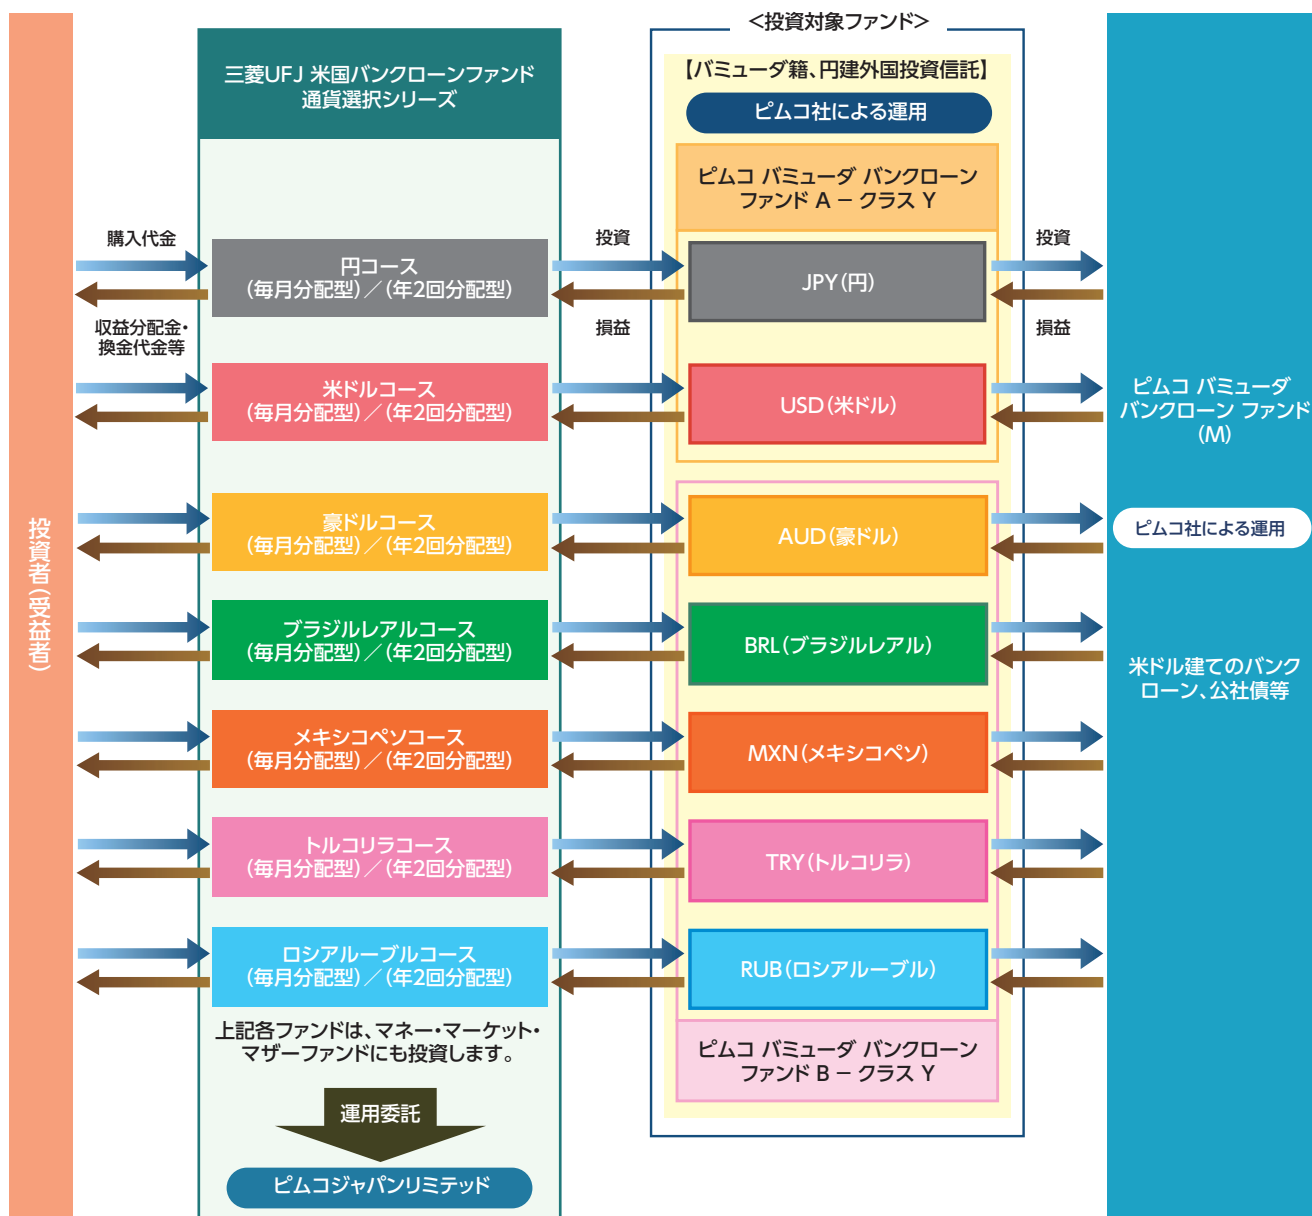 <投資対象ファンド>
三菱UFJ 米国バンクローンファンド
通貨選択シリーズ
【バミューダ籍、円建外国投資信託】
ピムコ社による運用
ピムコ バミューダ バンクローン
ファンド A － クラス Y
購入代金
投資
投資
円コース
(毎月分配型)／(年2回分配型)
JPY(円)
収益分配金・
換金代金等
損益
損益
米ドルコース
(毎月分配型)／(年2回分配型)
USD(米ドル)
ピムコ バミューダ
バンクローン ファンド
(M)
投資者(受益者)
豪ドルコース
(毎月分配型)／(年2回分配型)
AUD(豪ドル)
ピムコ社による運用
ブラジルレアルコース
(毎月分配型)／(年2回分配型)
BRL(ブラジルレアル)
米ドル建てのバンク
ローン、公社債等
メキシコペソコース
(毎月分配型)／(年2回分配型)
MXN(メキシコペソ)
トルコリラコース
(毎月分配型)／(年2回分配型)
TRY(トルコリラ)
ロシアルーブルコース
(毎月分配型)／(年2回分配型)
RUB(ロシアルーブル)
上記各ファンドは、マネー・マーケット・
マザーファンドにも投資します。
ピムコ バミューダ バンクローン
ファンド B － クラス Y
運用委託
ピムコジャパンリミテッド